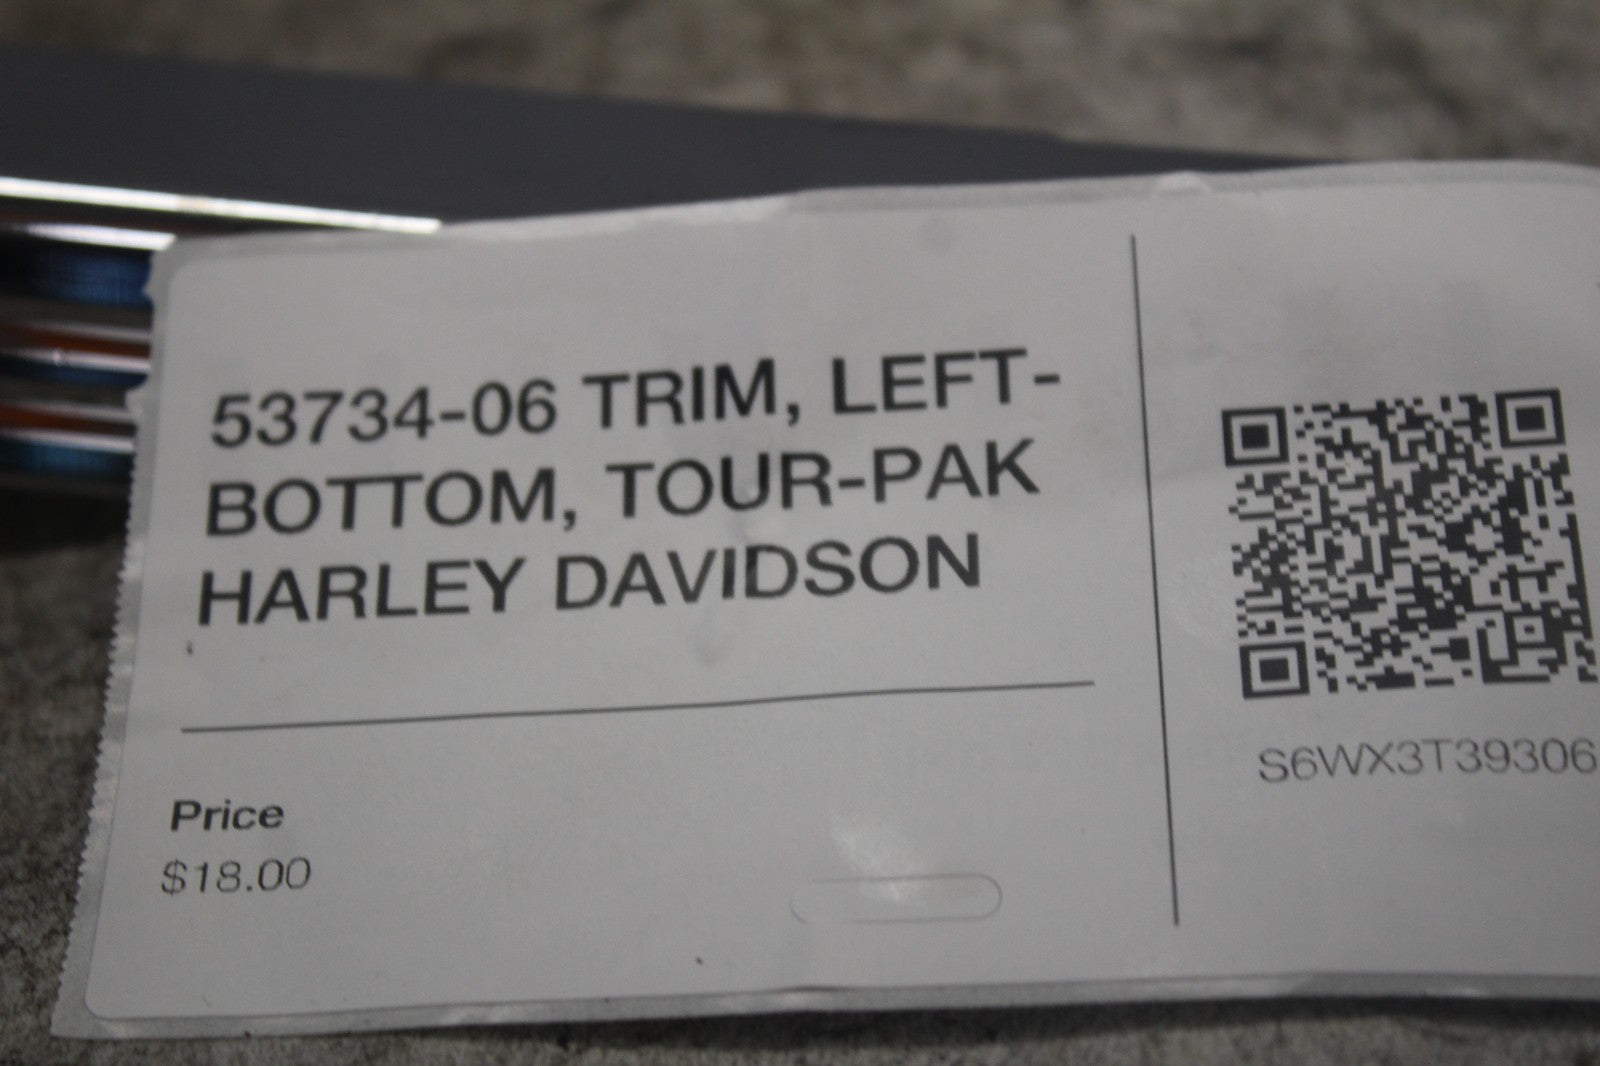 53734-06 TRIM, LEFT-
BOTTOM, TOUR-PAK
HARLEY DAVIDSON
Price
$18.00
S6WX3T39306